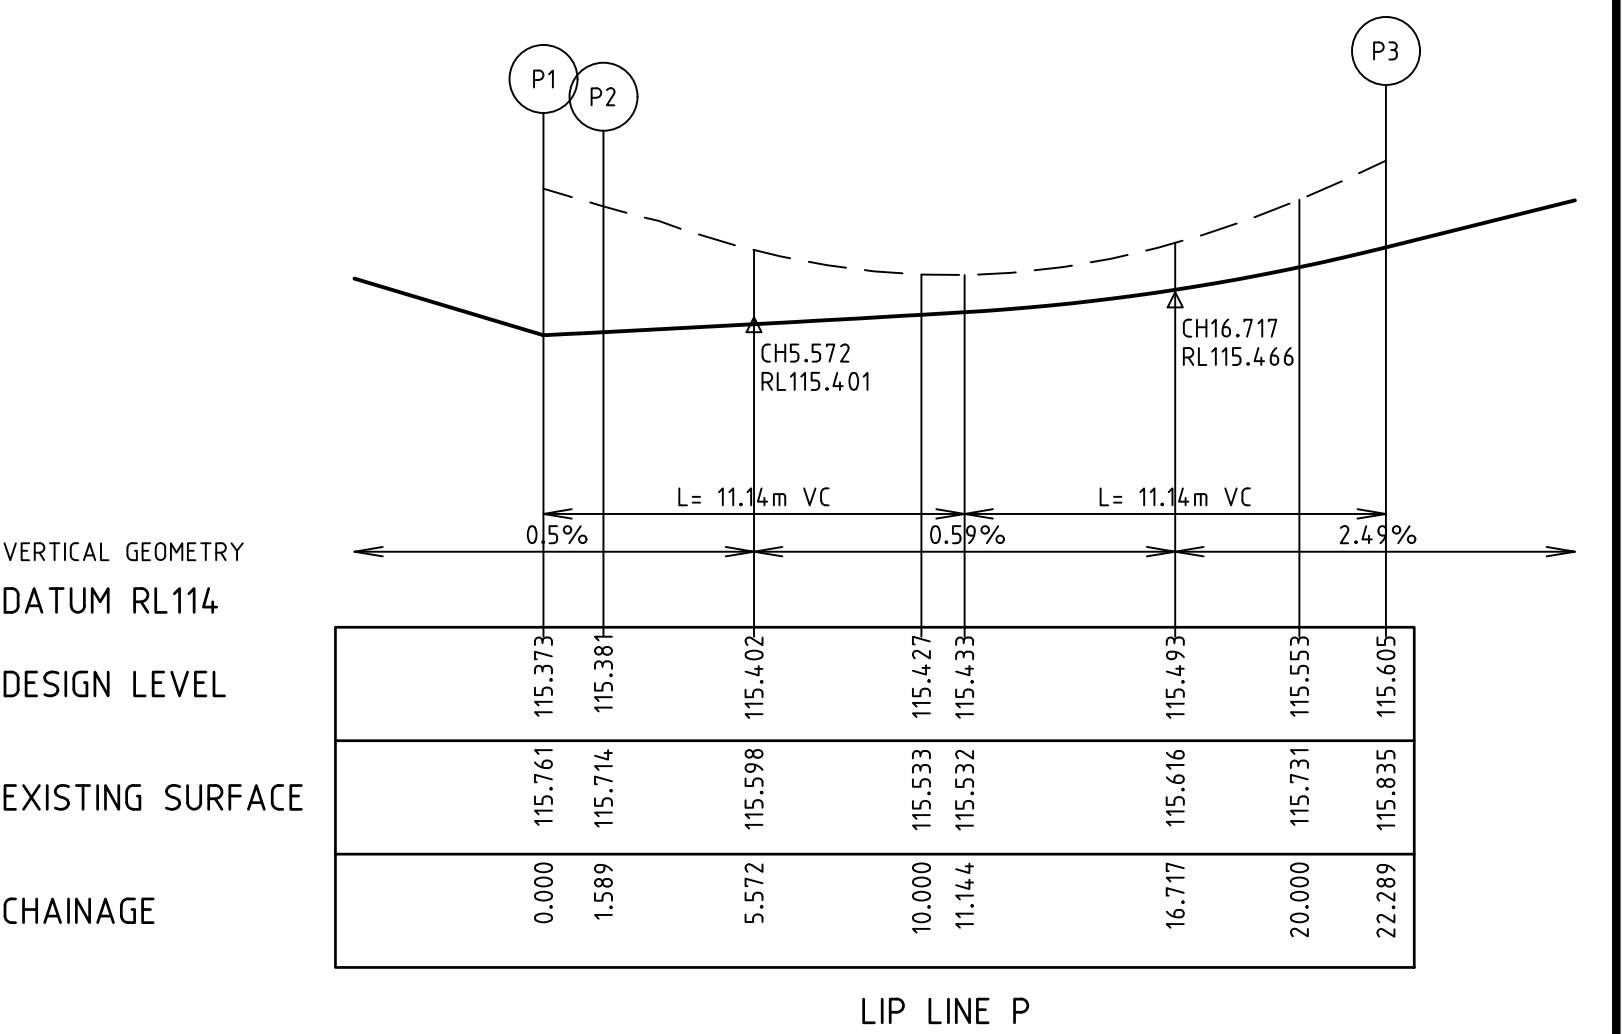 P1
P2
P3
CH5.572
RL115.401
CH16.717
RL115.466
L= 11.14m VC
L= 11.14m VC
0.5%
0.59%
2.49%
VERTICAL GEOMETRY
DATUM RL114
DESIGN LEVEL
115.373
115.381
115.402
115.427
115.433
115.493
115.553
115.605
EXISTING SURFACE
115.761
115.714
115.598
115.533
115.532
115.616
115.731
115.835
CHAINAGE
0.000
1.589
5.572
10.000
11.144
16.717
20.000
22.289
LIP LINE P